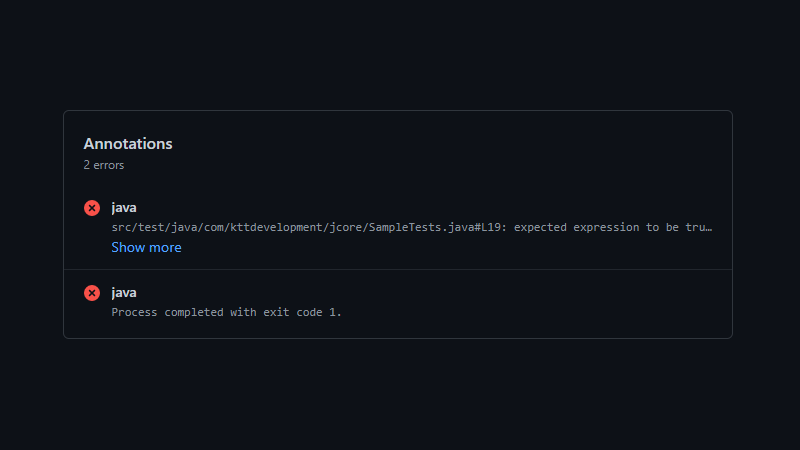 Annotations
2 errors
java
src/test/java/com/kttdevelopment/jcore/SampleTests.java#L19: expected expression to be tru…
Show more
java
Process completed with exit code 1.